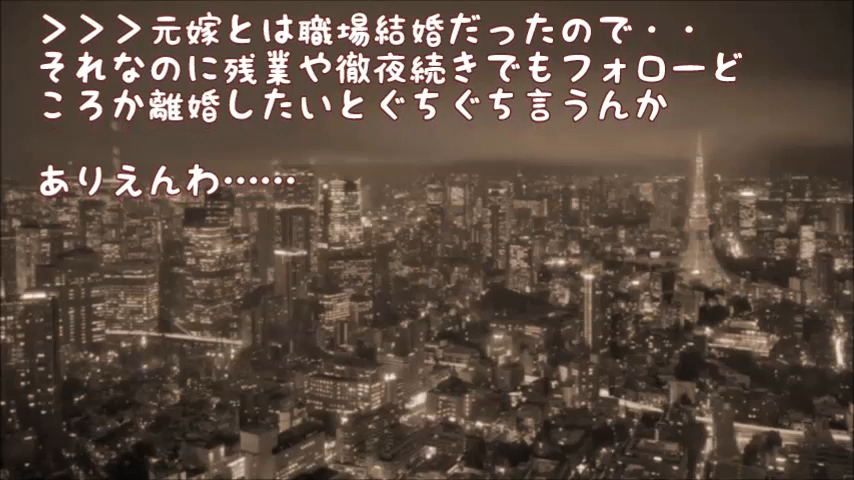 ＞＞＞元嫁とは職場結婚だったので・・
それなのに残業や徹夜続きでもフォローど
ころか離婚したいとぐちぐち言うんか
ありえんわ……